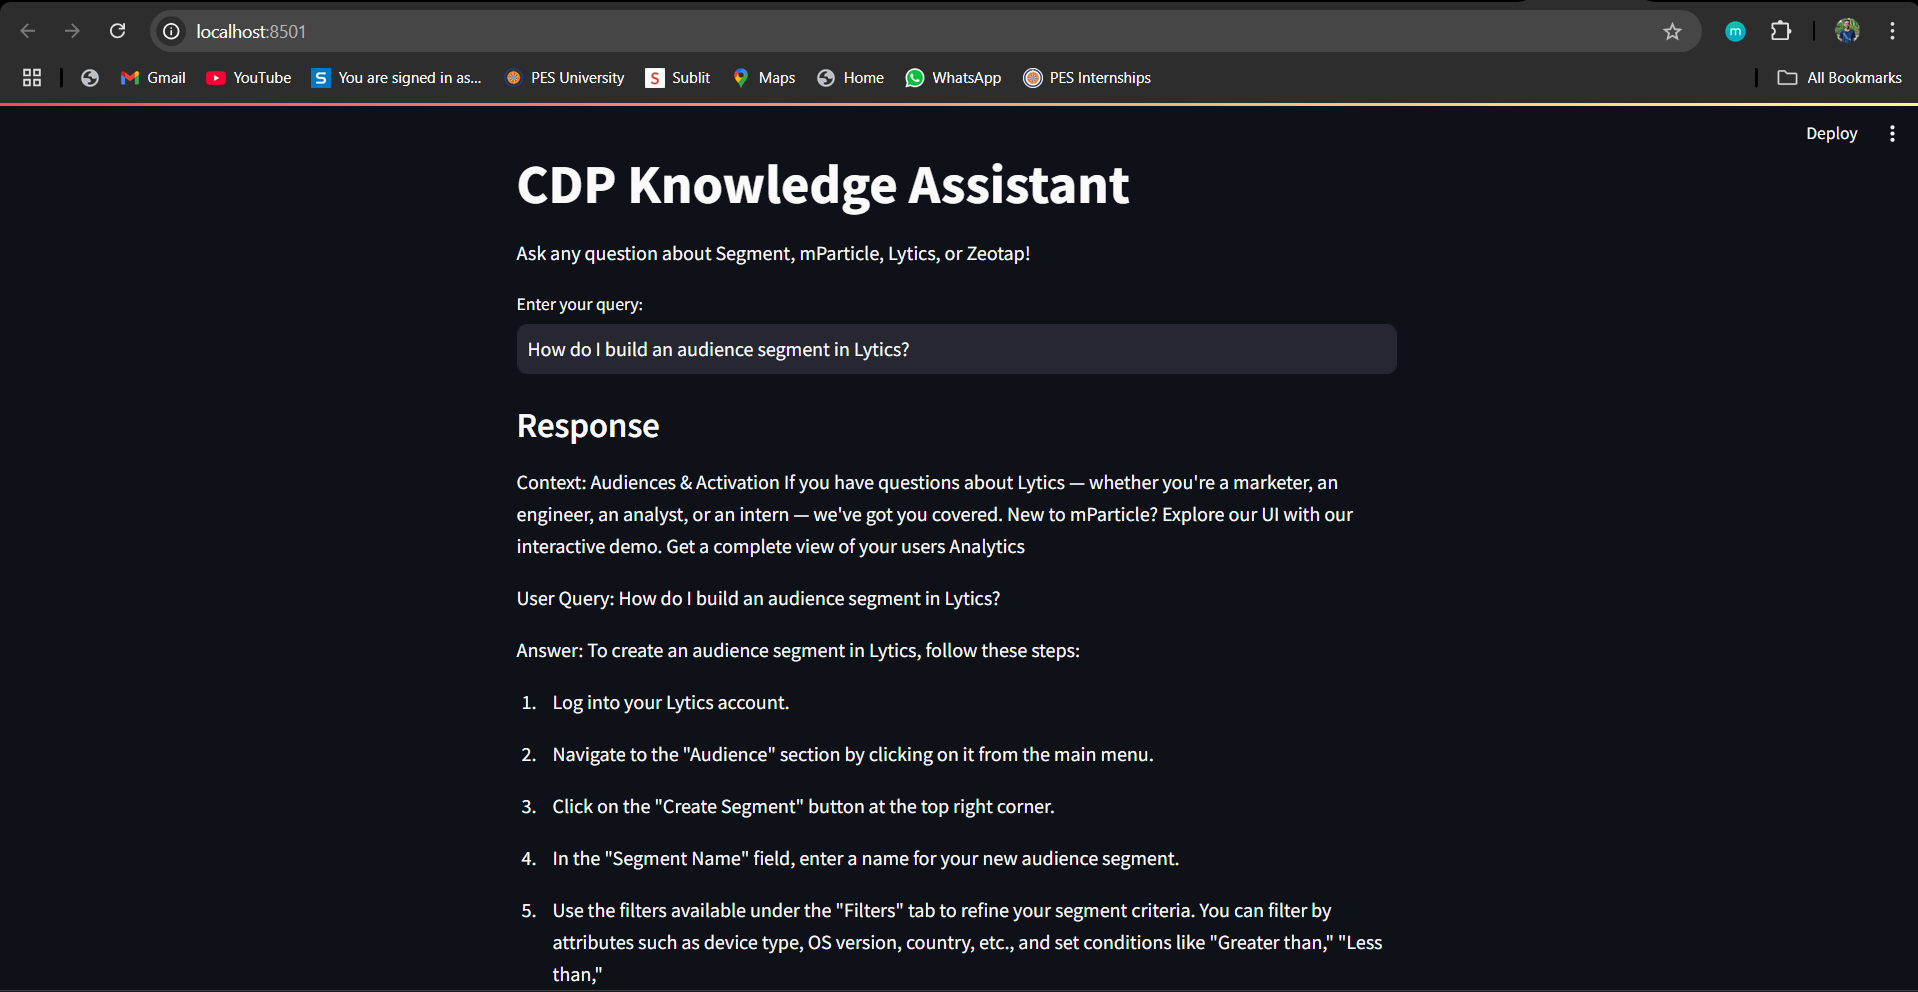 localhost:8501
m
Gmail
YouTube
S
You are signed in as...
PES University
S
Sublit
Maps
Home
WhatsApp
PES Internships
All Bookmarks
Deploy
CDP Knowledge Assistant
Ask any question about Segment, mParticle, Lytics, or Zeotap!
Enter your query:
How do I build an audience segment in Lytics?
Response
Context: Audiences & Activation If you have questions about Lytics — whether you're a marketer, an
engineer, an analyst, or an intern — we've got you covered. New to mParticle? Explore our UI with our
interactive demo. Get a complete view of your users Analytics
User Query: How do I build an audience segment in Lytics?
Answer: To create an audience segment in Lytics, follow these steps:
1. Log into your Lytics account.
2. Navigate to the "Audience" section by clicking on it from the main menu.
3. Click on the "Create Segment" button at the top right corner.
4. In the "Segment Name" field, enter a name for your new audience segment.
5. Use the filters available under the "Filters" tab to refine your segment criteria. You can filter by
attributes such as device type, OS version, country, etc., and set conditions like "Greater than," "Less
than,"